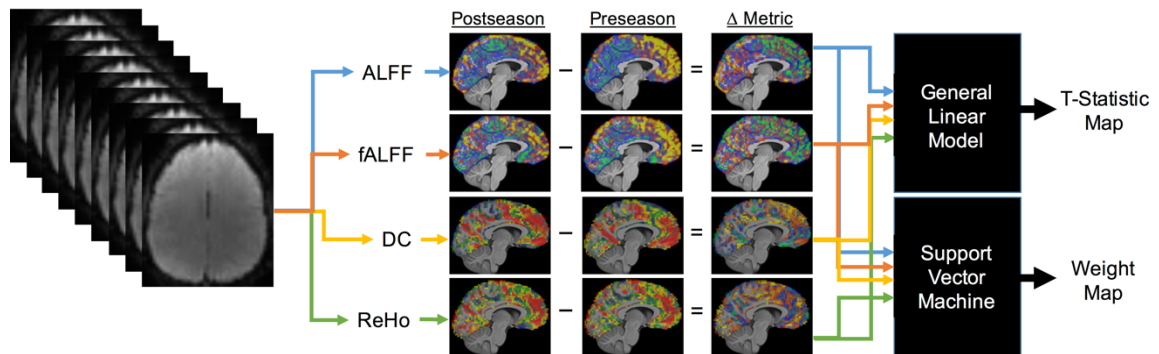 Postseason Preseason Δ Metric
ALFF − =
General
Linear
Model
T-Statistic
Map
fALFF − =
DC − =
Support
Vector
Machine
Weight
Map
ReHo − =